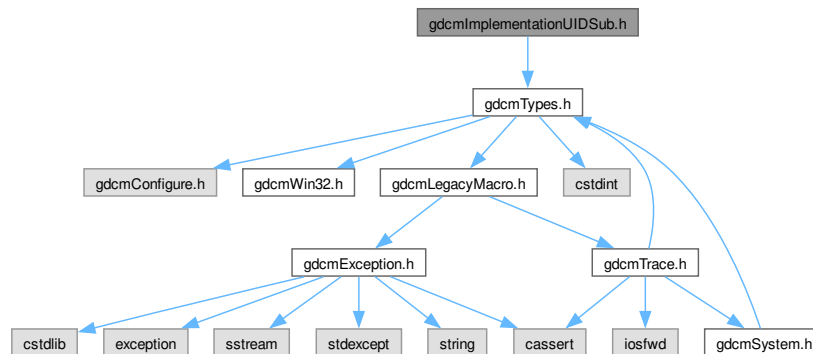 gdcmImplementationUIDSub.h
gdcmTypes.h
gdcmConfigure.h
gdcmWin32.h
gdcmLegacyMacro.h
cstdint
gdcmException.h
gdcmTrace.h
cstdlib
exception
sstream
stdexcept
string
cassert
iosfwd
gdcmSystem.h